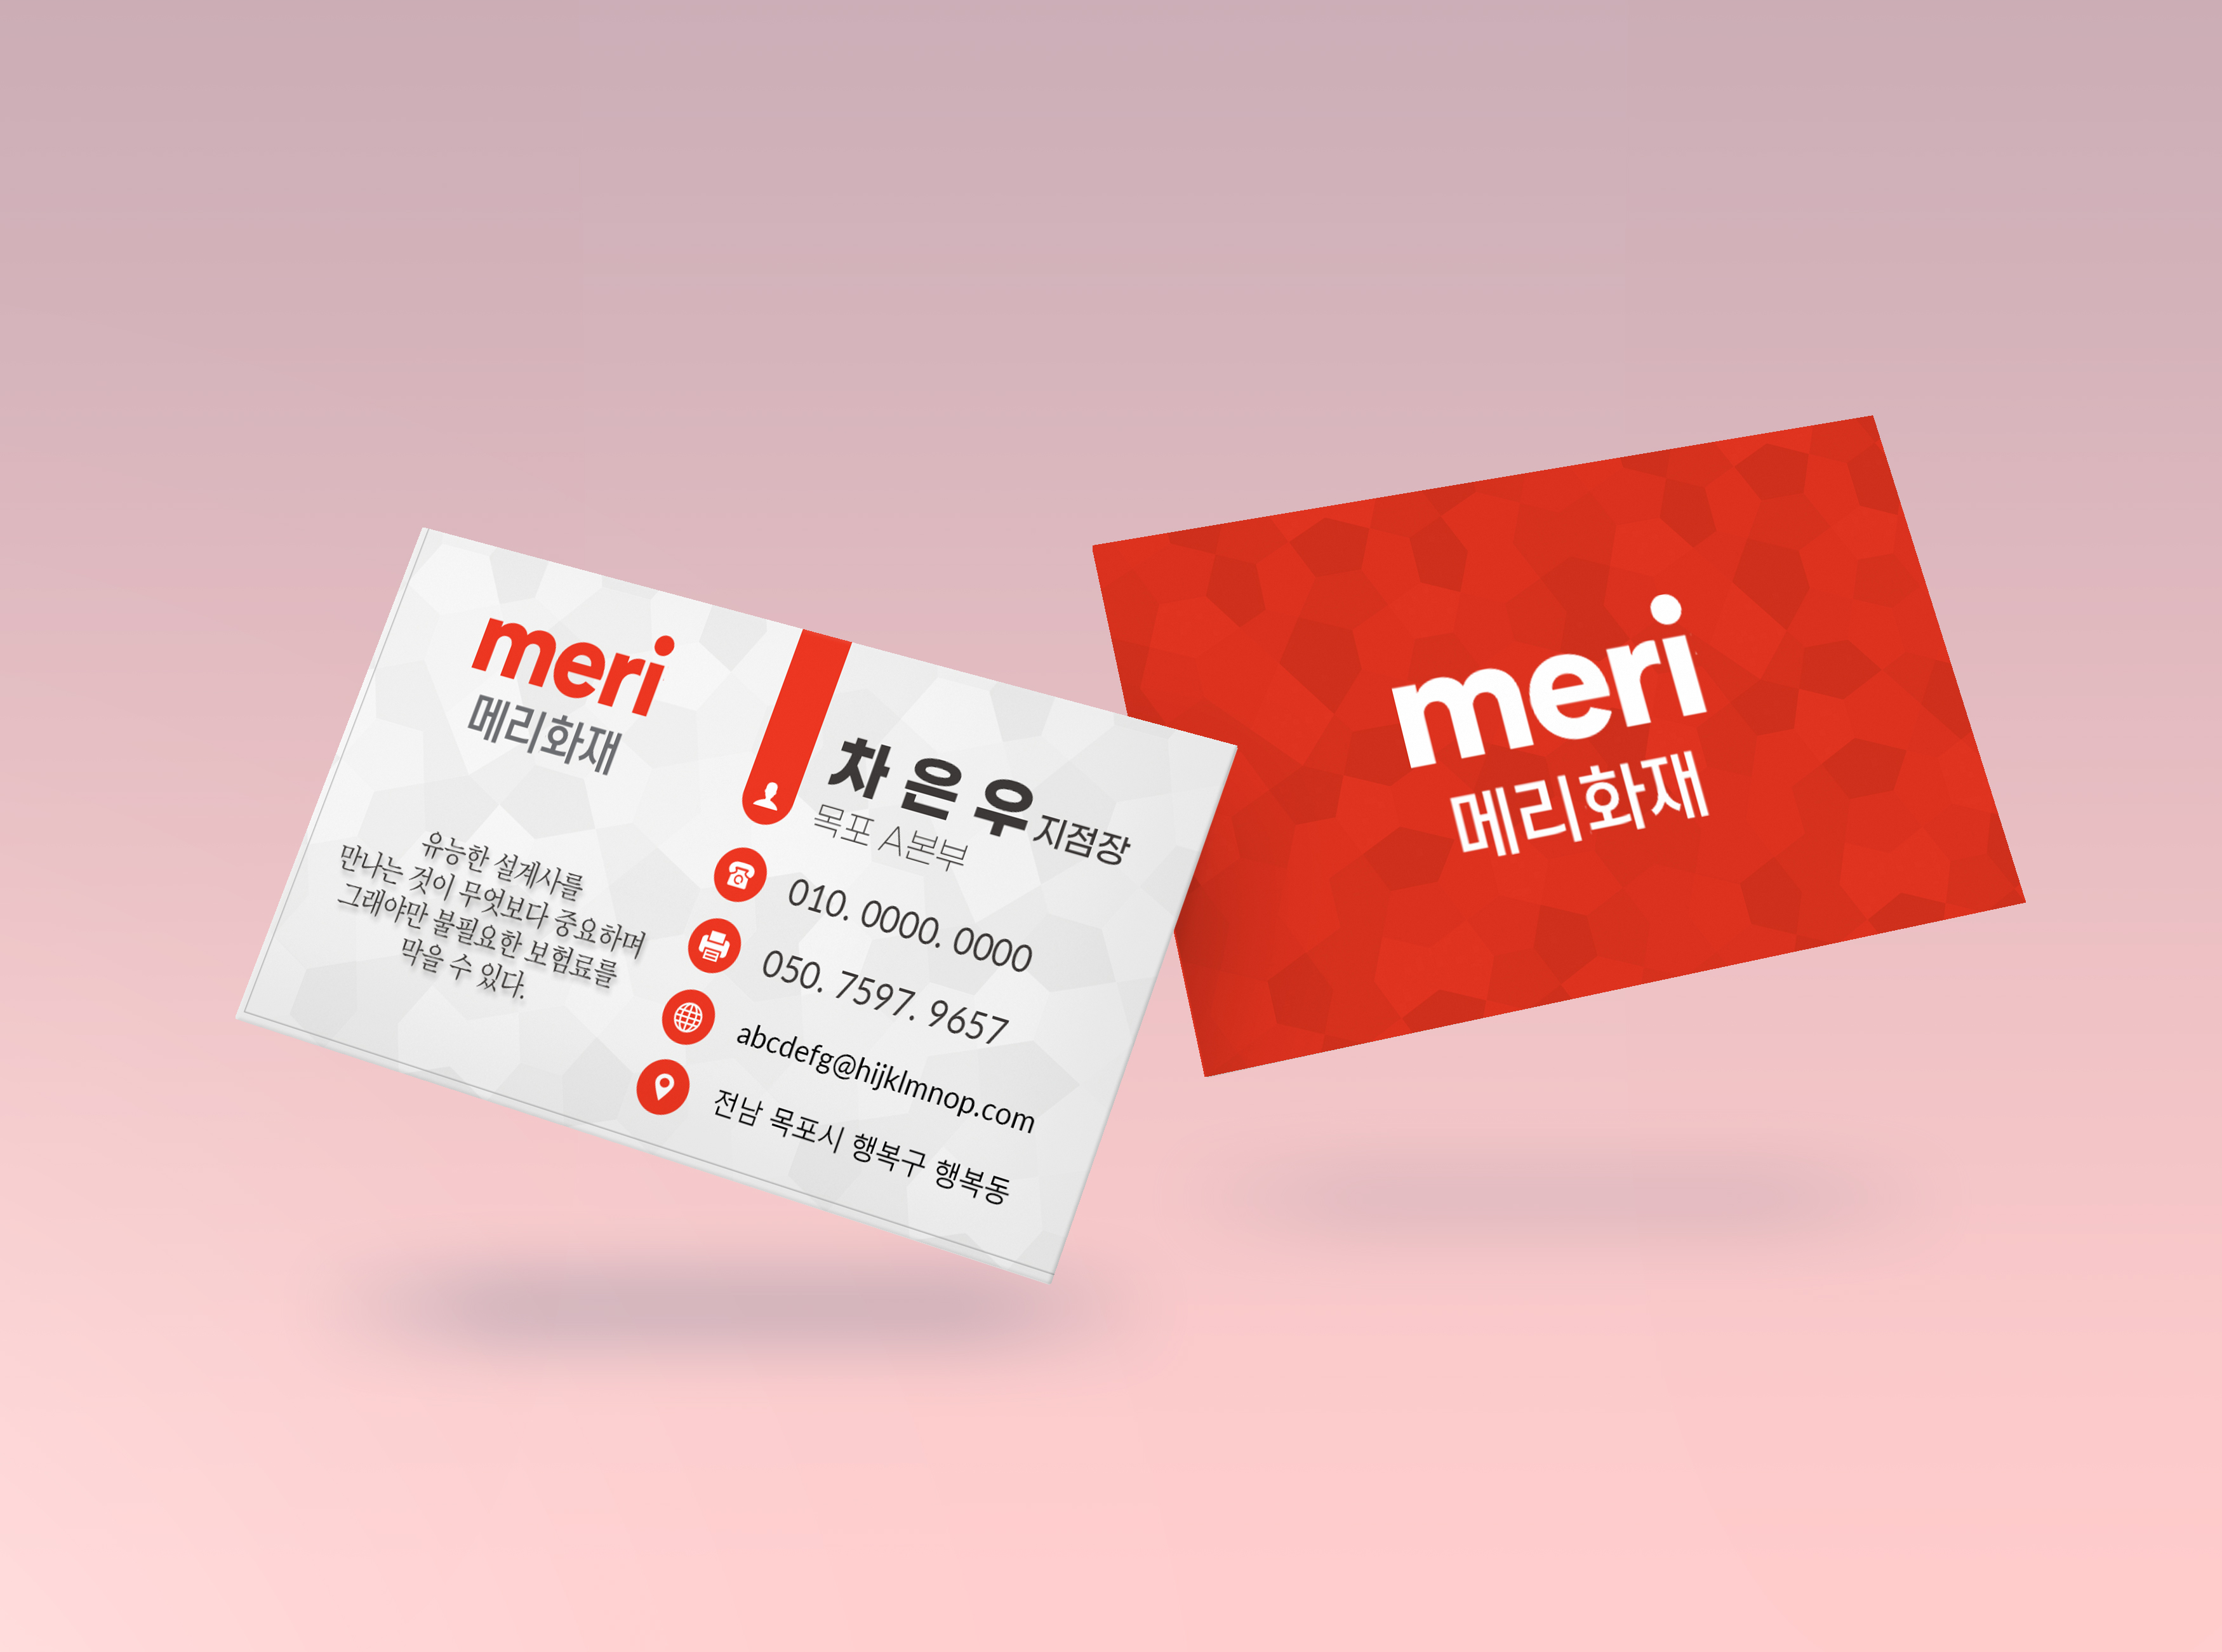 meri
메리화재
유능한 설계사를
만나는 것이 무엇보다 중요하며
그래야만 불필요한 보험료를
막을 수 있다.
차 은 우 지점장
목포 A본부
010. 0000. 0000
050. 7597. 9657
abcdefg@hijklmnop.com
전남 목포시 행복구 행복동
meri
메리화재